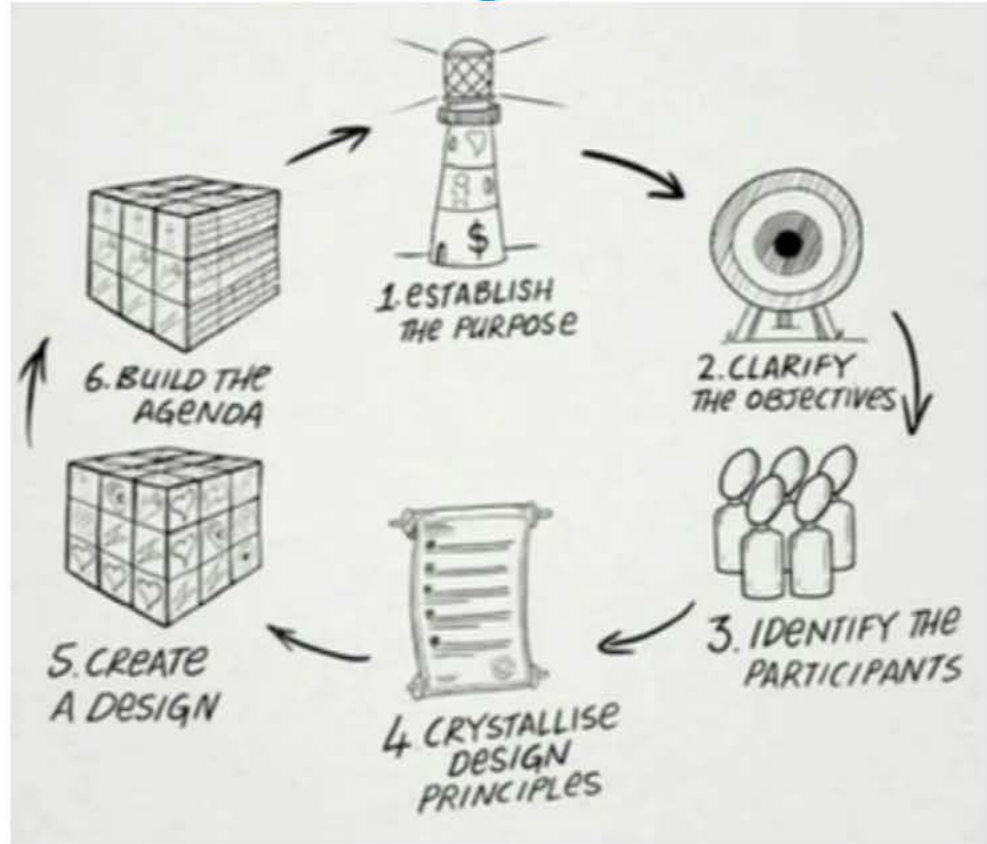 $
1. ESTABLISH
THE PURPOSE
2. CLARIFY
THE OBJECTIVES
3. IDENTIFY THE
PARTICIPANTS
4. CRYSTALLISE
DESIGN
PRINCIPLES
5. CREATE
A DESIGN
6. BUILD THE
AGENDA